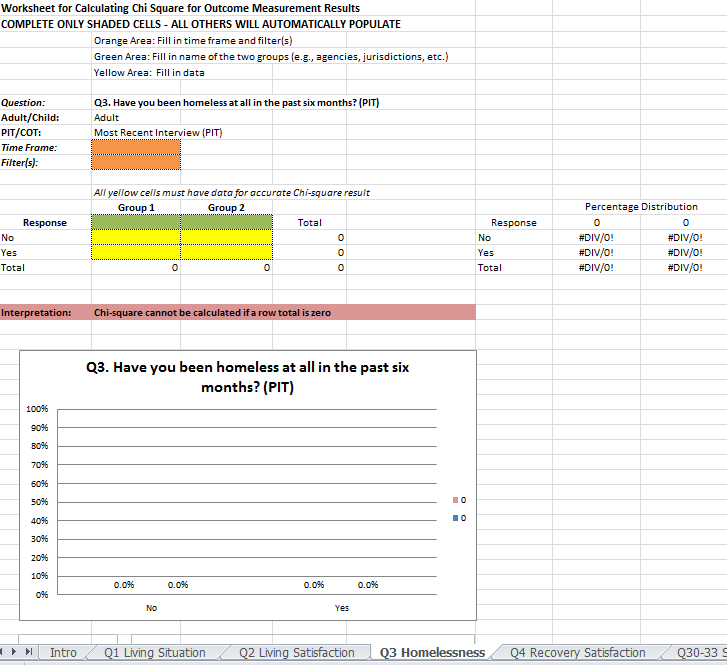 Worksheet for Calculating Chi Square for Outcome Measurement Results
COMPLETE ONLY SHADED CELLS - ALL OTHERS WILL AUTOMATICALLY POPULATE
Orange Area: Fill in time frame and filter(s)
Green Area: Fill in name of the two groups (e.g., agencies, jurisdictions, etc.)
Yellow Area: Fill in data
Question: Q3. Have you been homeless at all in the past six months? (PIT)
Adult/Child: Adult
PIT/COT: Most Recent Interview (PIT)
Time Frame:
Filter(s):
All yellow cells must have data for accurate Chi-square result
Group 1 Group 2 Percentage Distribution
Response Total Response 0 0
No 0 No #DIV/0! #DIV/0!
Yes 0 Yes #DIV/0! #DIV/0!
Total 0 0 0 Total #DIV/0! #DIV/0!
Interpretation: Chi-square cannot be calculated if a row total is zero
Q3. Have you been homeless at all in the past six
months? (PIT)
100%
90%
80%
70%
60%
50%
40%
30%
20%
10%
0%
0.0% 0.0% 0.0% 0.0%
No Yes
0
0
Intro Q1 Living Situation Q2 Living Satisfaction Q3 Homelessness Q4 Recovery Satisfaction Q30-33